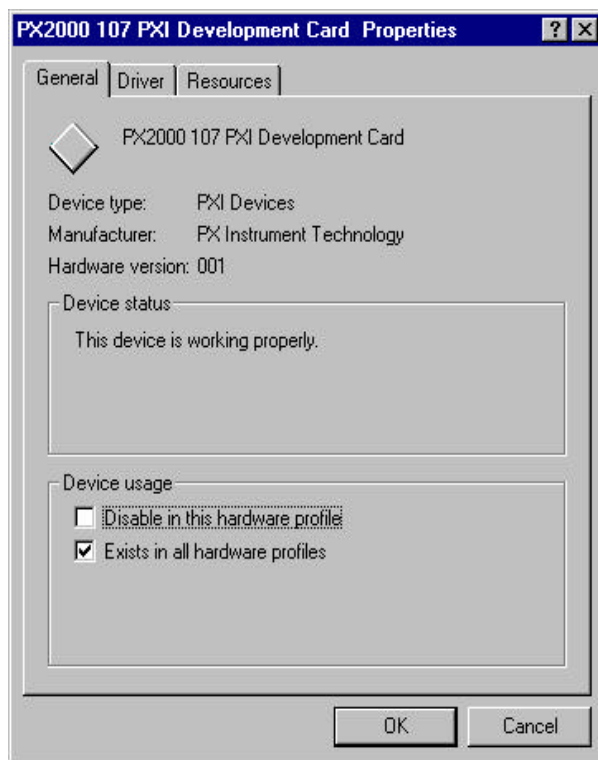 PX2000 107 PXI Development Card Properties
General Driver Resources
PX2000 107 PXI Development Card
Device type: PXI Devices
Manufacturer: PX Instrument Technology
Hardware version: 001
Device status
This device is working properly.
Device usage
Disable in this hardware profile
Exists in all hardware profiles
OK Cancel